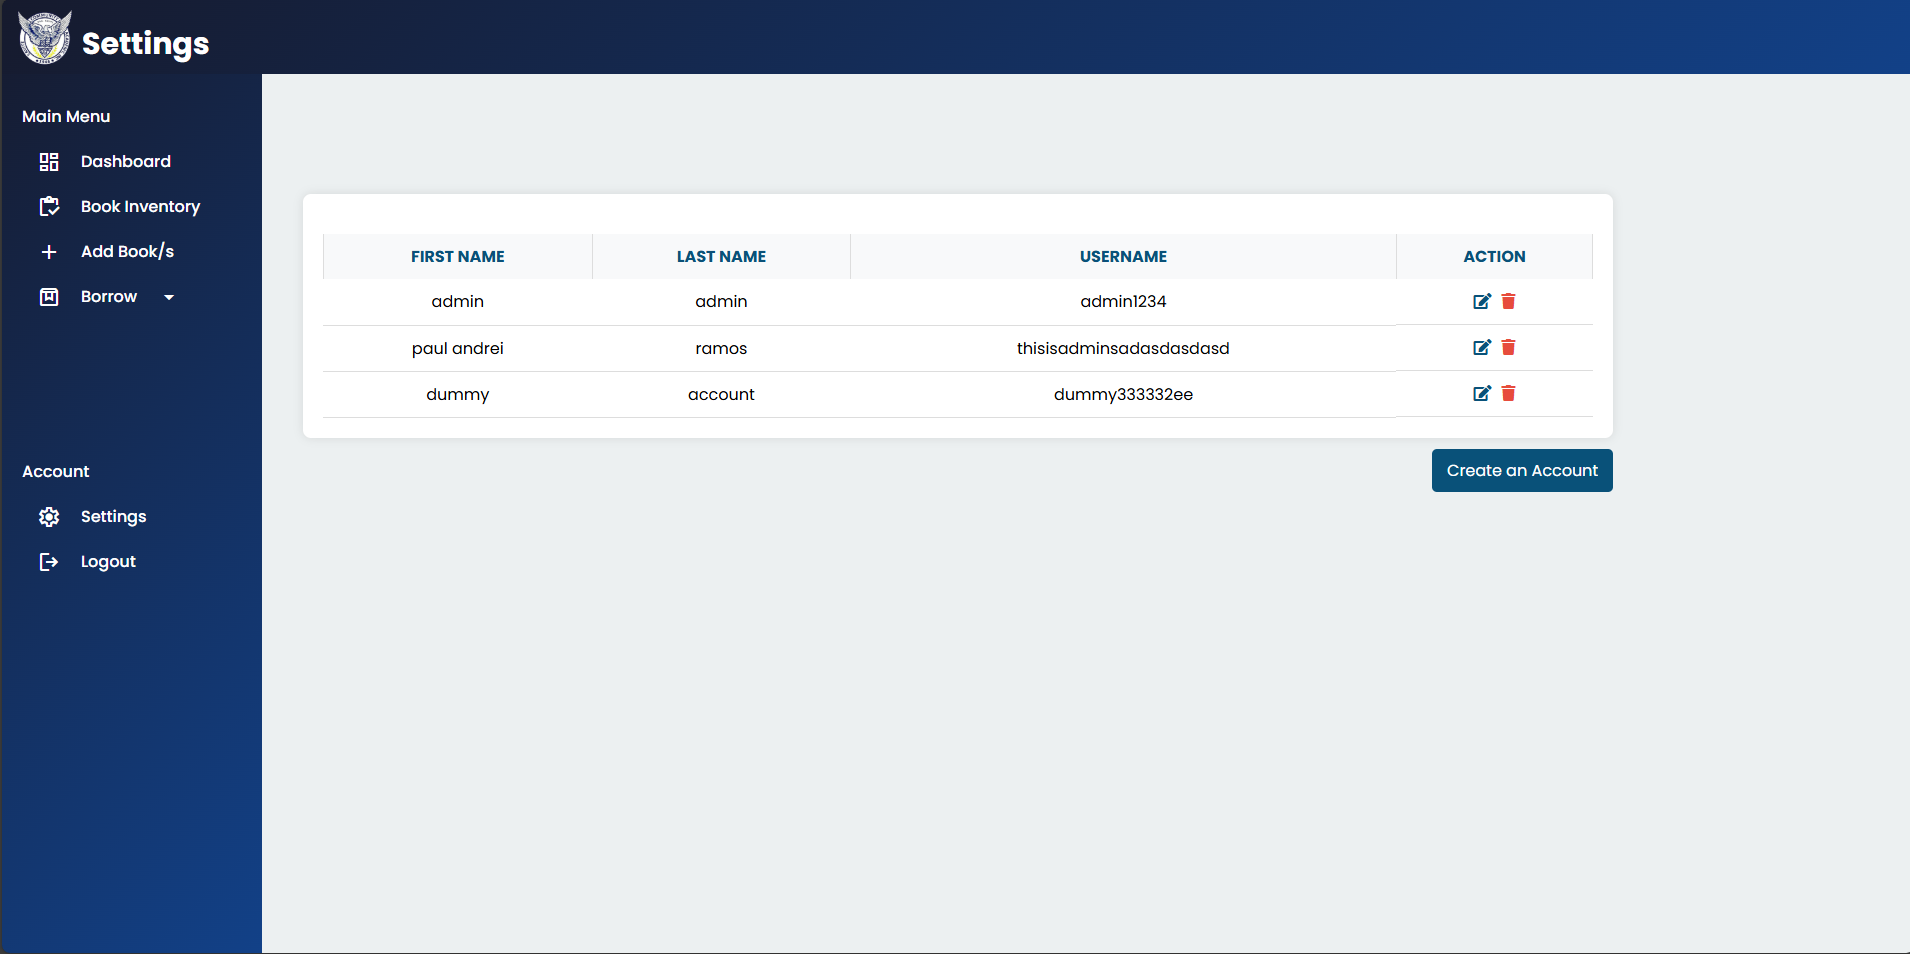 Settings
Main Menu
Dashboard
Book Inventory
Add Book/s
Borrow
Account
Settings
Logout
FIRST NAME LAST NAME USERNAME ACTION
admin admin admin1234
paul andrei ramos thisisadminsadasdasdasd
dummy account dummy333332ee
Create an Account